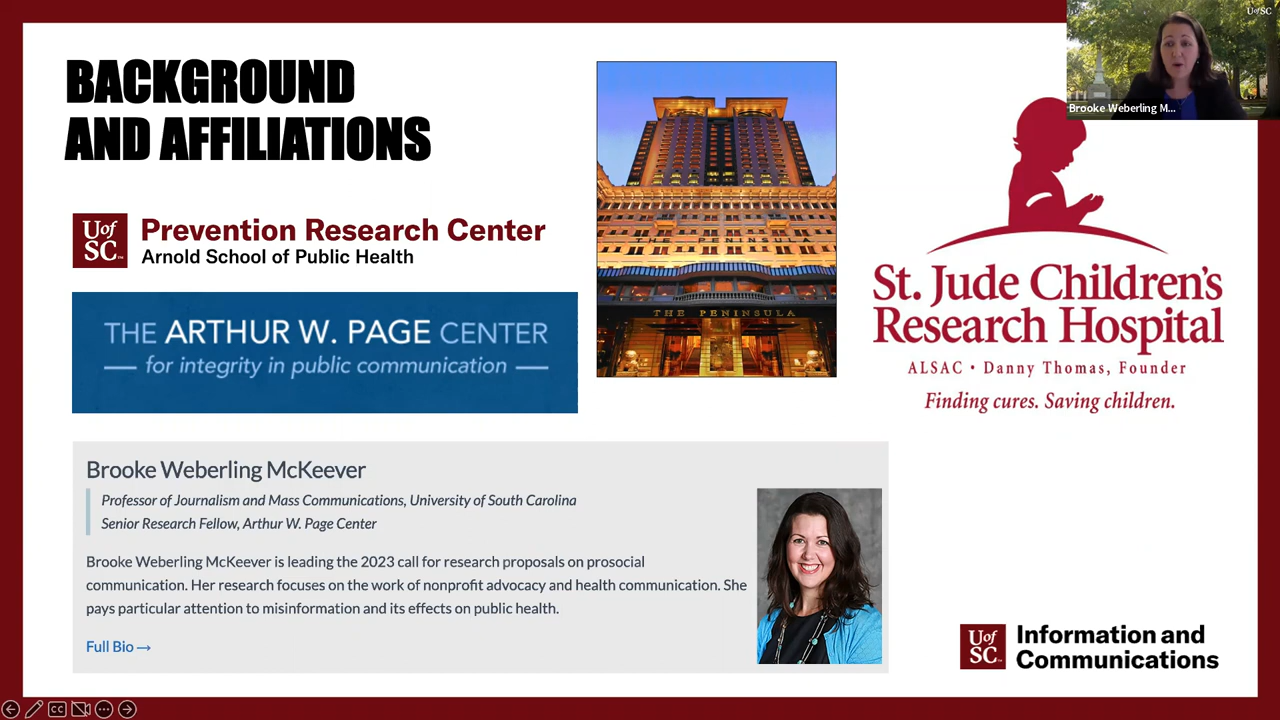 BACKGROUND
AND AFFILIATIONS
UofSC
Brooke Weberling M...
UofSC
Prevention Research Center
Arnold School of Public Health
THE ARTHUR W. PAGE CENTER
for integrity in public communication
THE PENINSULA
St. Jude Children's
Research Hospital
ALSAC • Danny Thomas, Founder
Finding cures. Saving children.
Brooke Weberling McKeever
Professor of Journalism and Mass Communications, University of South Carolina
Senior Research Fellow, Arthur W. Page Center
Brooke Weberling McKeever is leading the 2023 call for research proposals on prosocial
communication. Her research focuses on the work of nonprofit advocacy and health communication. She
pays particular attention to misinformation and its effects on public health.
Full Bio →
UofSC
Information and
Communications
CC